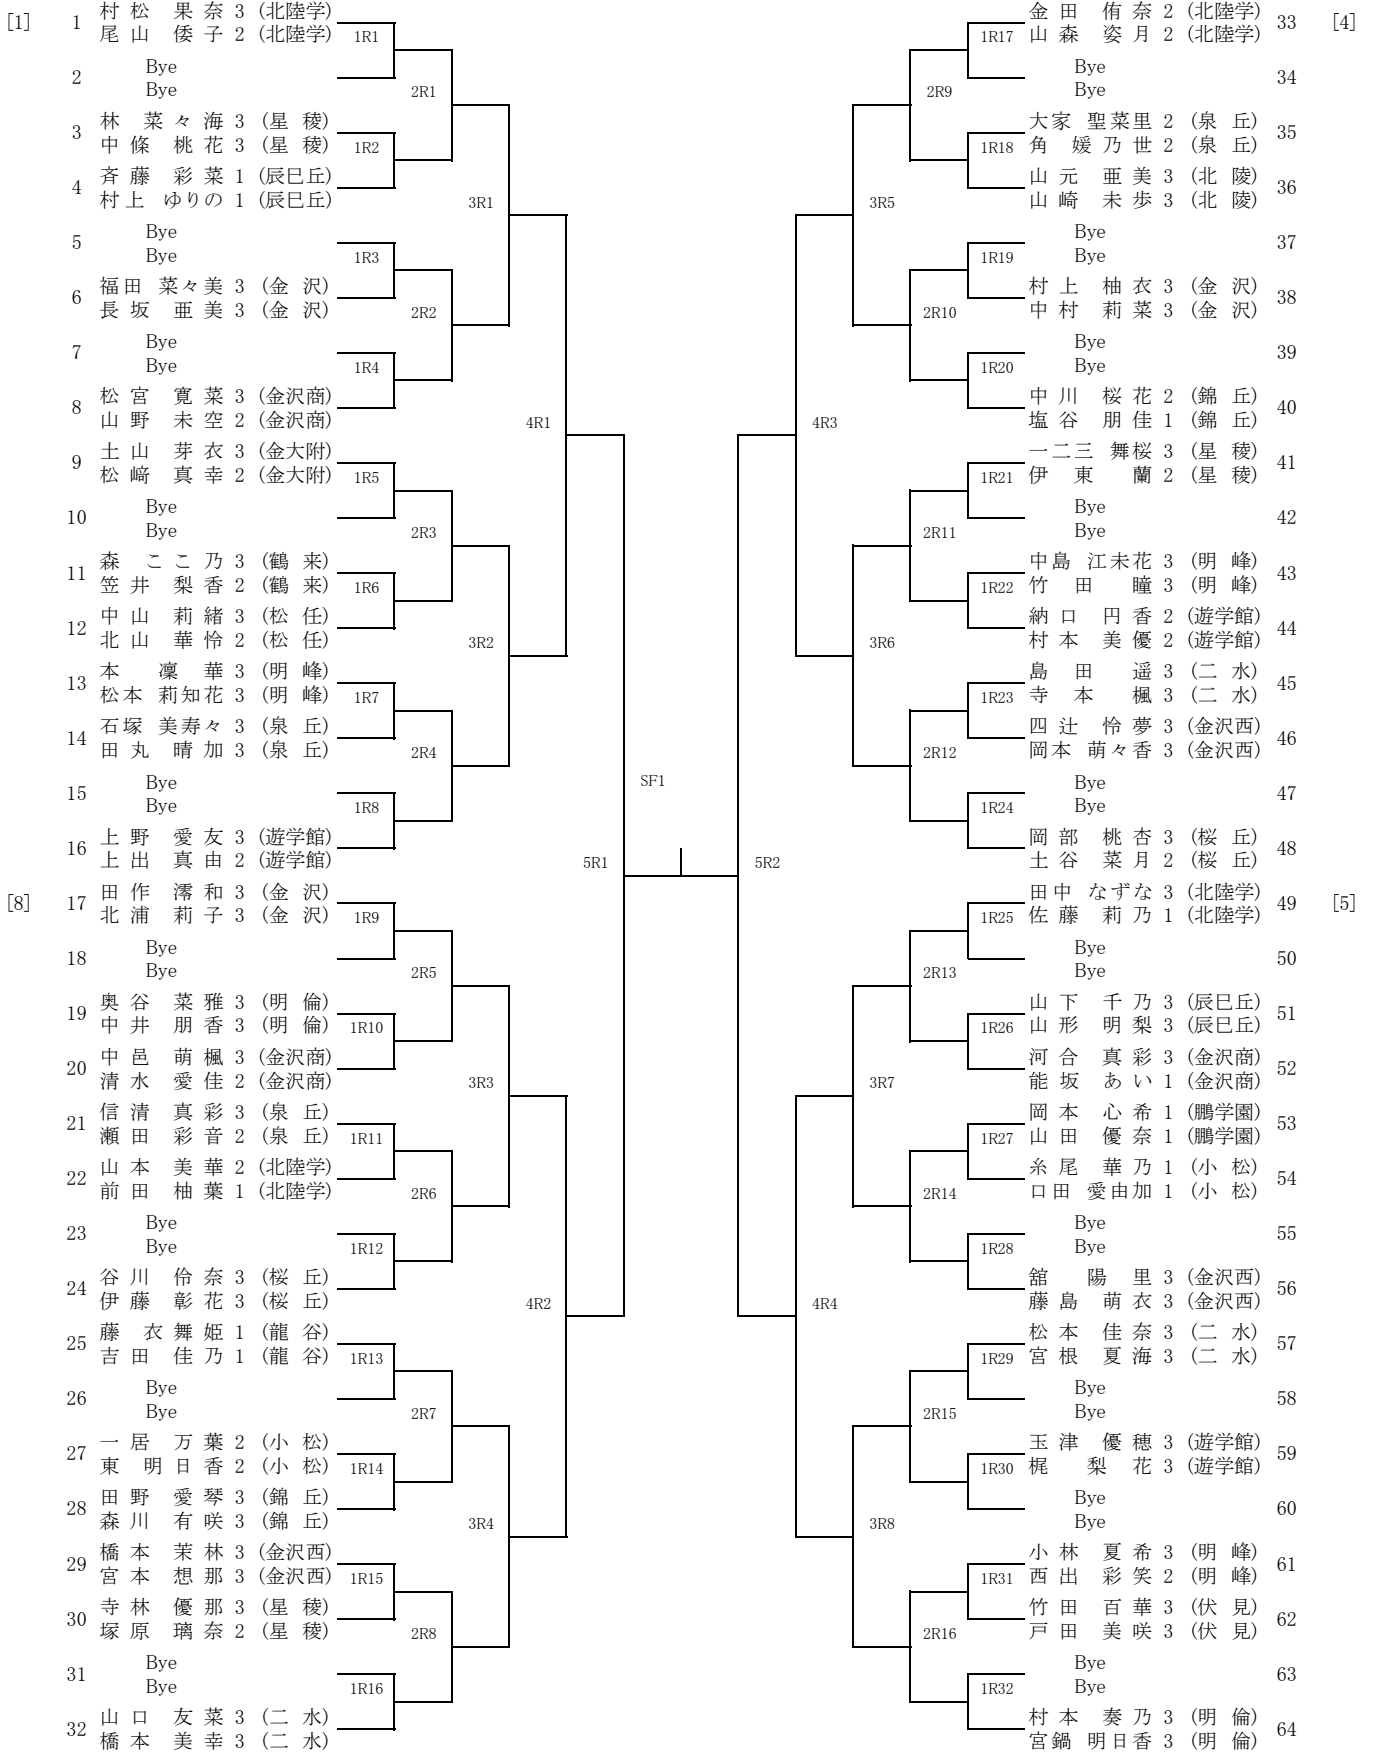 [1] 1 村松 果奈 3 (北陸学)
尾山 倭子 2 (北陸学)
1R1
2 Bye
Bye
2R1
3 林 菜々海 3 (星 稜)
中條 桃花 3 (星 稜)
1R2
4 斉藤 彩菜 1 (辰巳丘)
村上 ゆりの 1 (辰巳丘)
3R1
5 Bye
Bye
1R3
6 福田 菜々美 3 (金 沢)
長坂 亜美 3 (金 沢)
2R2
7 Bye
Bye
1R4
8 松宮 寛菜 3 (金沢商)
山野 未空 2 (金沢商)
4R1
9 土山 芽衣 3 (金大附)
松﨑 真幸 2 (金大附)
1R5
10 Bye
Bye
2R3
11 森 ここ乃 3 (鶴 来)
笠井 梨香 2 (鶴 来)
1R6
12 中山 莉緒 3 (松 任)
北山 華怜 2 (松 任)
3R2
13 本 凜華 3 (明 峰)
松本 莉知花 3 (明 峰)
1R7
14 石塚 美寿々 3 (泉 丘)
田丸 晴加 3 (泉 丘)
2R4
15 Bye
Bye
1R8
16 上野 愛友 3 (遊学館)
上出 真由 2 (遊学館)
5R1
[8] 17 田作 澪和 3 (金 沢)
北浦 莉子 3 (金 沢)
1R9
18 Bye
Bye
2R5
19 奥谷 菜雅 3 (明 倫)
中井 朋香 3 (明 倫)
1R10
20 中邑 萌楓 3 (金沢商)
清水 愛佳 2 (金沢商)
3R3
21 信清 真彩 3 (泉 丘)
瀬田 彩音 2 (泉 丘)
1R11
22 山本 美華 2 (北陸学)
前田 柚葉 1 (北陸学)
2R6
23 Bye
Bye
1R12
24 谷川 伶奈 3 (桜 丘)
伊藤 彰花 3 (桜 丘)
4R2
25 藤 衣舞姫 1 (龍 谷)
吉田 佳乃 1 (龍 谷)
1R13
26 Bye
Bye
2R7
27 一居 万葉 2 (小 松)
東 明日香 2 (小 松)
1R14
28 田野 愛琴 3 (錦 丘)
森川 有咲 3 (錦 丘)
3R4
29 橋本 茉林 3 (金沢西)
宮本 想那 3 (金沢西)
1R15
30 寺林 優那 3 (星 稜)
塚原 璃奈 2 (星 稜)
2R8
31 Bye
Bye
1R16
32 山口 友菜 3 (二 水)
橋本 美幸 3 (二 水)
SF1
金田 侑奈 2 (北陸学) 33 [4]
山森 姿月 2 (北陸学)
1R17
Bye 34
Bye
2R9
大家 聖菜里 2 (泉 丘) 35
角 媛乃世 2 (泉 丘)
1R18
山元 亜美 3 (北 陵) 36
山崎 未歩 3 (北 陵)
3R5
Bye 37
Bye
1R19
村上 柚衣 3 (金 沢) 38
中村 莉菜 3 (金 沢)
2R10
Bye 39
Bye
1R20
中川 桜花 2 (錦 丘) 40
塩谷 朋佳 1 (錦 丘)
4R3
一二三 舞桜 3 (星 稜) 41
伊東 蘭 2 (星 稜)
1R21
Bye 42
Bye
2R11
中島 江未花 3 (明 峰) 43
竹田 瞳 3 (明 峰)
1R22
納口 円香 2 (遊学館) 44
村本 美優 2 (遊学館)
3R6
島田 遥 3 (二 水) 45
寺本 楓 3 (二 水)
1R23
四辻 怜夢 3 (金沢西) 46
岡本 萌々香 3 (金沢西)
2R12
Bye 47
Bye
1R24
岡部 桃杏 3 (桜 丘) 48
土谷 菜月 2 (桜 丘)
5R2
田中 なずな 3 (北陸学) 49 [5]
佐藤 莉乃 1 (北陸学)
1R25
Bye 50
Bye
2R13
山下 千乃 3 (辰巳丘) 51
山形 明梨 3 (辰巳丘)
1R26
河合 真彩 3 (金沢商) 52
能坂 あい 1 (金沢商)
3R7
岡本 心希 1 (鵬学園) 53
山田 優奈 1 (鵬学園)
1R27
糸尾 華乃 1 (小 松) 54
口田 愛由加 1 (小 松)
2R14
Bye 55
Bye
1R28
舘 陽里 3 (金沢西) 56
藤島 萌衣 3 (金沢西)
4R4
松本 佳奈 3 (二 水) 57
宮根 夏海 3 (二 水)
1R29
Bye 58
Bye
2R15
玉津 優穂 3 (遊学館) 59
梶 梨花 3 (遊学館)
1R30
Bye 60
Bye
3R8
小林 夏希 3 (明 峰) 61
西出 彩笑 2 (明 峰)
1R31
竹田 百華 3 (伏 見) 62
戸田 美咲 3 (伏 見)
2R16
Bye 63
Bye
1R32
村本 奏乃 3 (明 倫) 64
宮鍋 明日香 3 (明 倫)